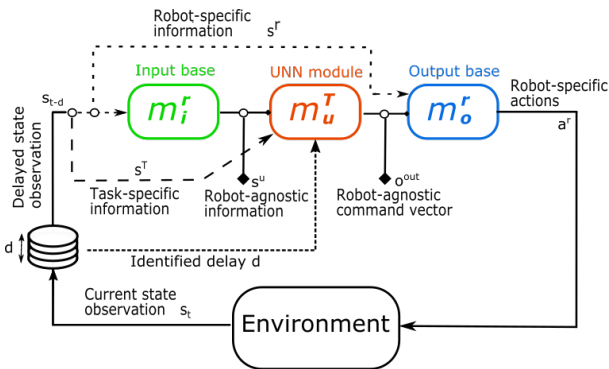 Robot-specific
information s^r
Input base
UNN module
Output base
Robot-specific
actions
s_{t-d}
m_i^r
m_u^T
m_o^r
a^r
Delayed state
observation
s^T
Task-specific
information
s^u
Robot-agnostic
information
o^{out}
Robot-agnostic
command vector
d
Identified delay d
Current state
observation s_t
Environment